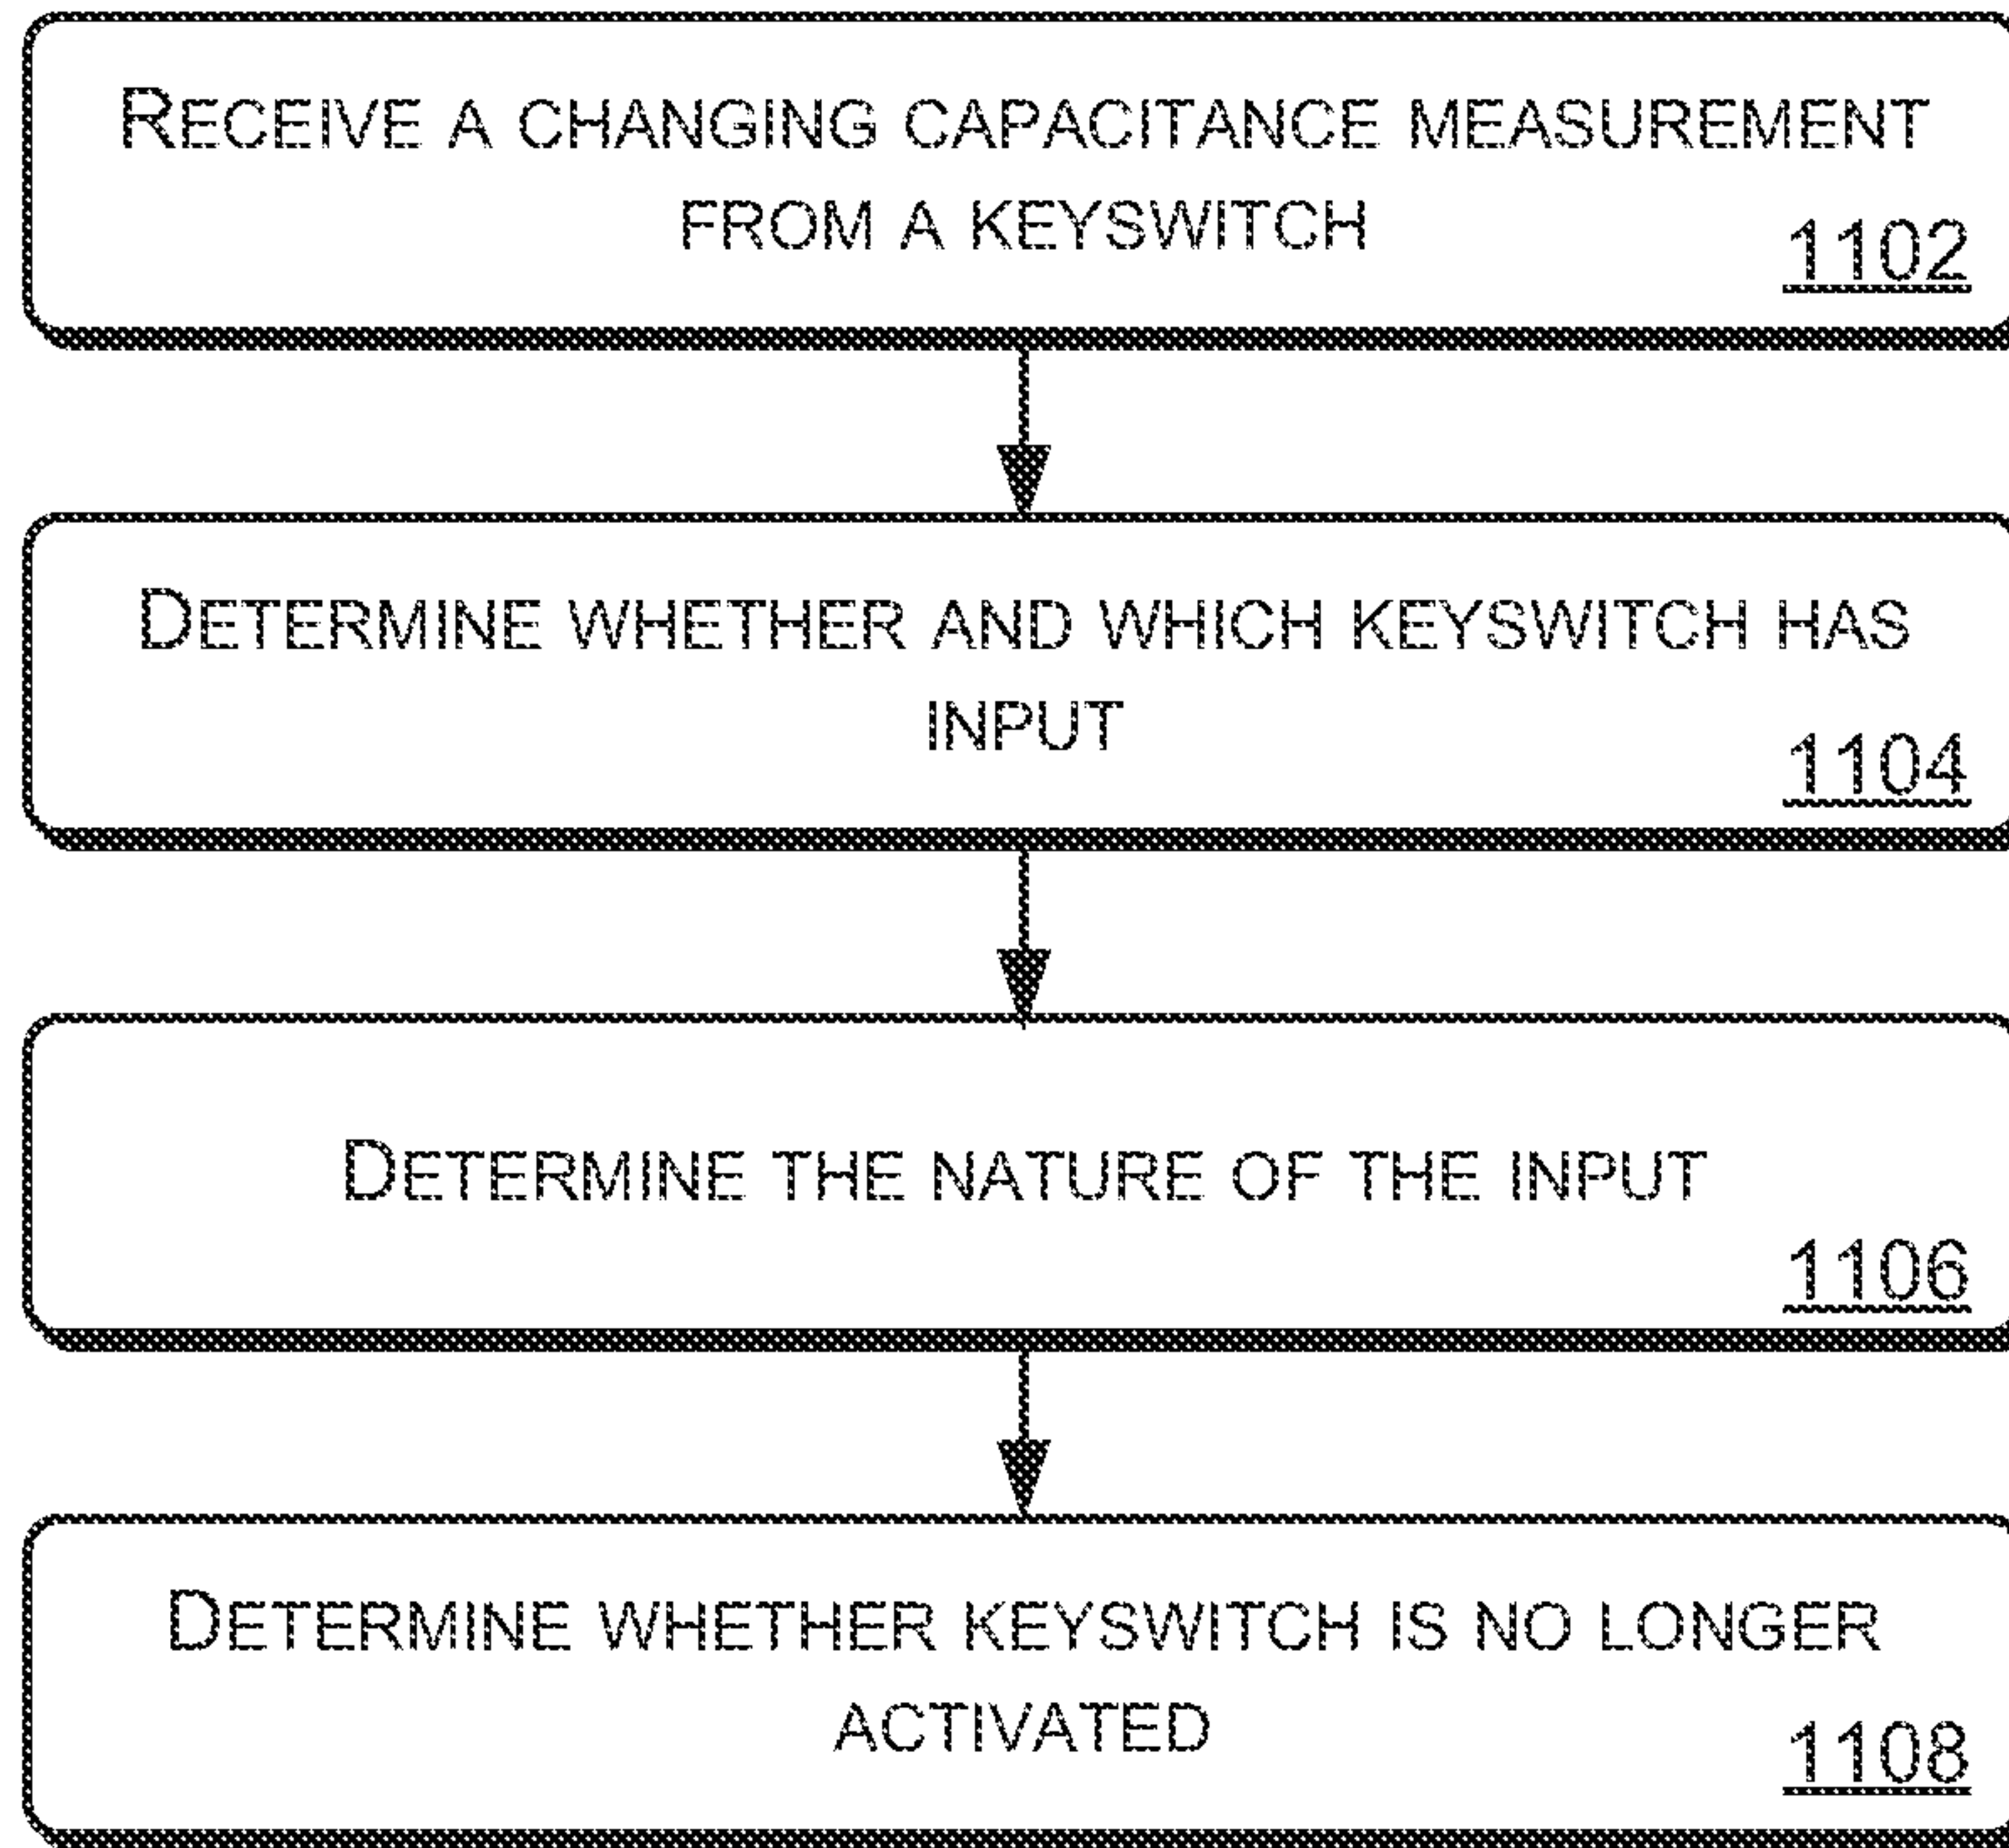 RECEIVE A CHANGING CAPACITANCE MEASUREMENT
FROM A KEYSWITCH
1102
DETERMINE WHETHER AND WHICH KEYSWITCH HAS
INPUT
1104
DETERMINE THE NATURE OF THE INPUT
1106
DETERMINE WHETHER KEYSWITCH IS NO LONGER
ACTIVATED
1108